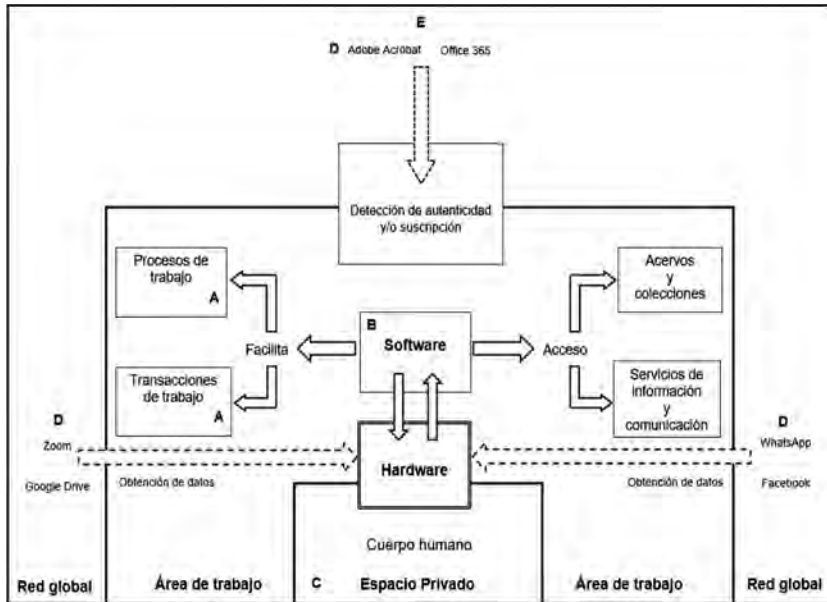 E
D Adobe Acrobat Office 365
Detección de autenticidad
y/o suscripción
Procesos de
trabajo
A
Acervos
y
colecciones
B
Software
Facilita
Acceso
Transacciones
de trabajo
A
Servicios de
información
y
comunicación
D
Zoom
D
WhatsApp
Hardware
Google Drive
Obtención de datos
Obtención de datos
Facebook
Cuerpo humano
Red global
Área de trabajo
C Espacio Privado
Área de trabajo
Red global